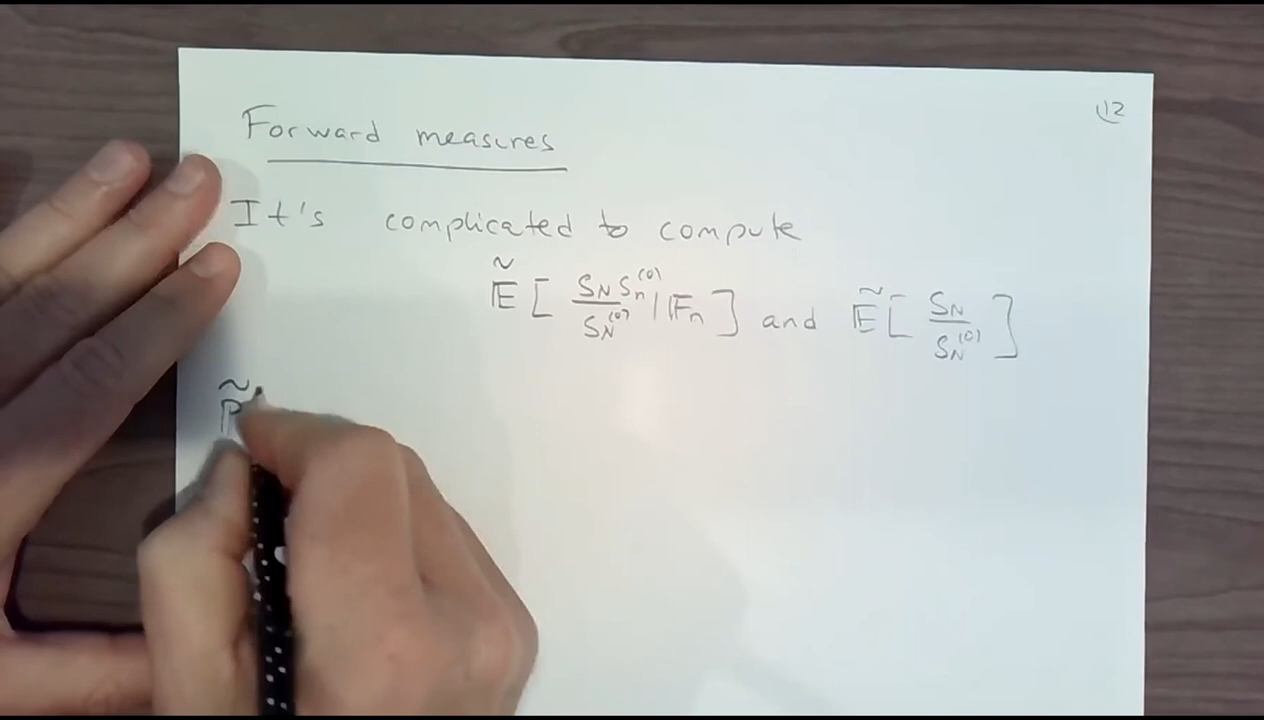 12
Forward measures
It's complicated to compute
Ẽ [ S_N S_n^(0) / S_N^(0) | F_n ] and Ẽ [ S_N / S_N^(0) ]
P̃